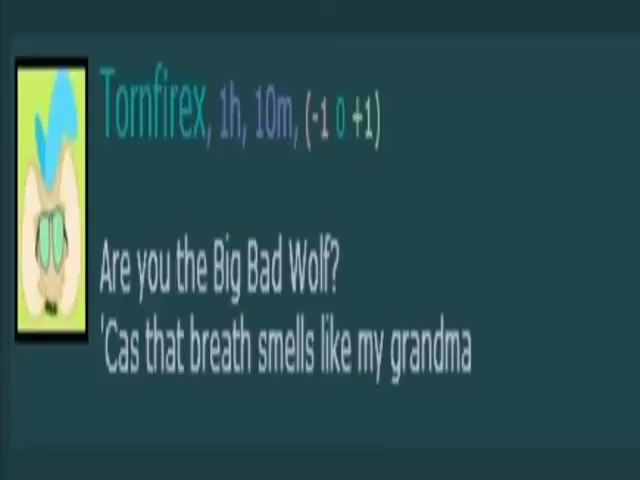 Tornfirex, 1h, 10m, (-1 0 +1)
Are you the Big Bad Wolf?
'Cas that breath smells like my grandma